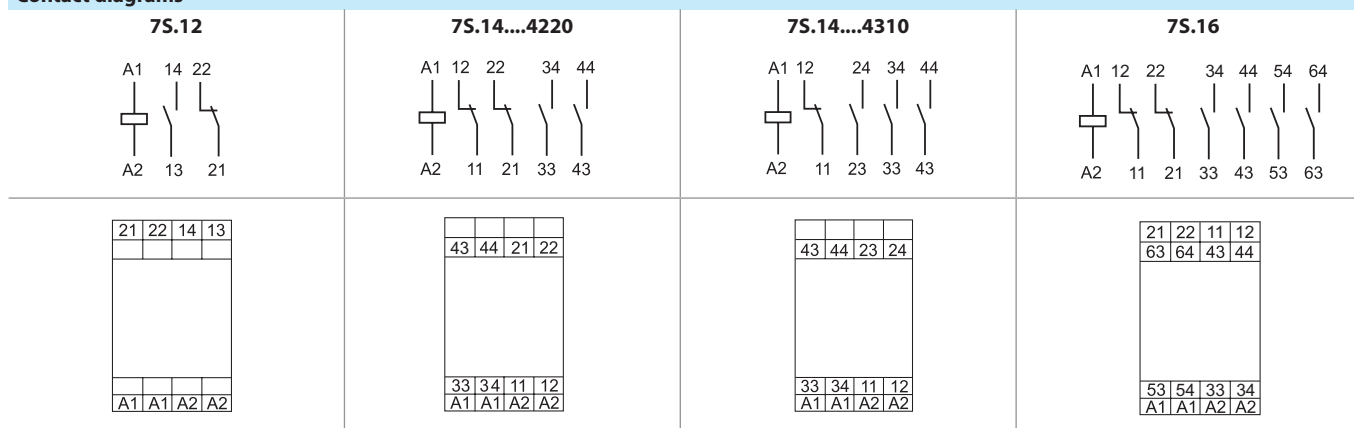 Contact diagrams
7S.12 7S.14....4220 7S.14....4310 7S.16
A1 14 22
A2 13 21
A1 12 22 34 44
A2 11 21 33 43
A1 12 24 34 44
A2 11 23 33 43
A1 12 22 34 44 54 64
A2 11 21 33 43 53 63
21 22 14 13
A1 A1 A2 A2
43 44 21 22
33 34 11 12
A1 A1 A2 A2
43 44 23 24
33 34 11 12
A1 A1 A2 A2
21 22 11 12
63 64 43 44
53 54 33 34
A1 A1 A2 A2